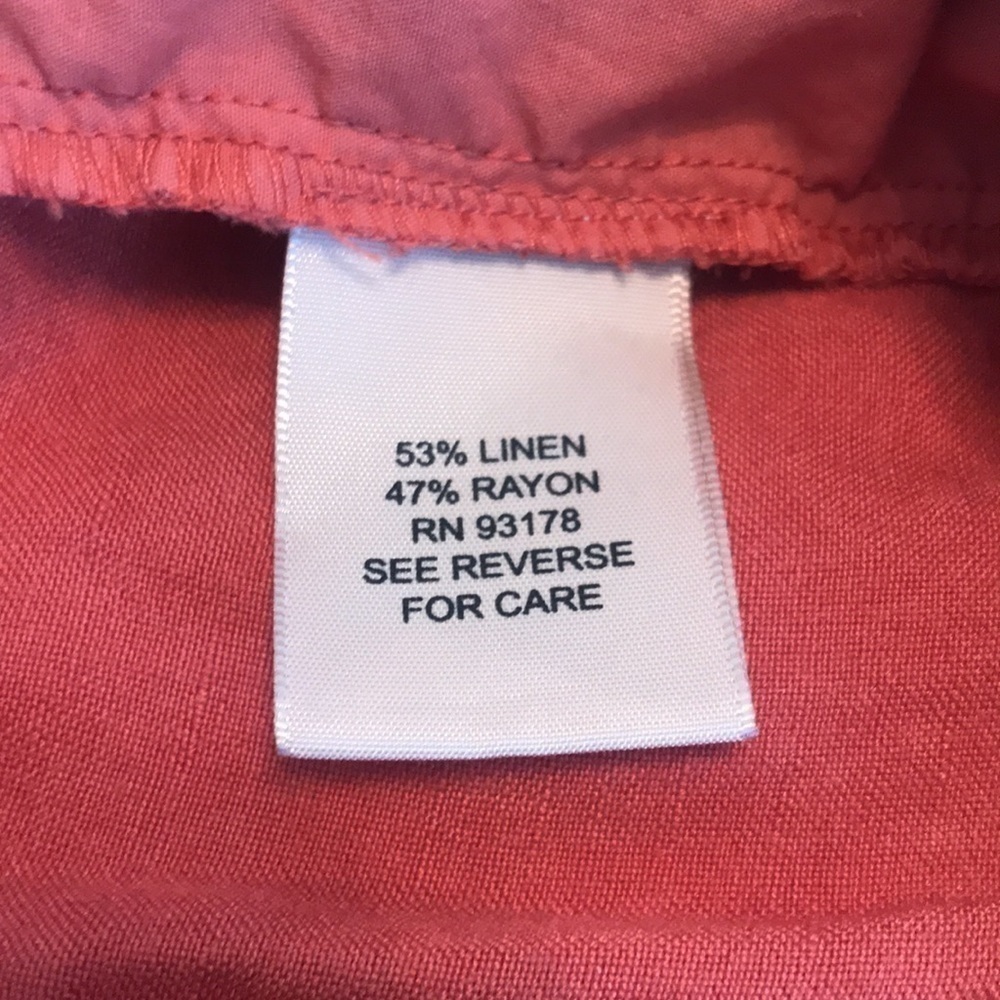 53% LINEN
47% RAYON
RN 93178
SEE REVERSE
FOR CARE